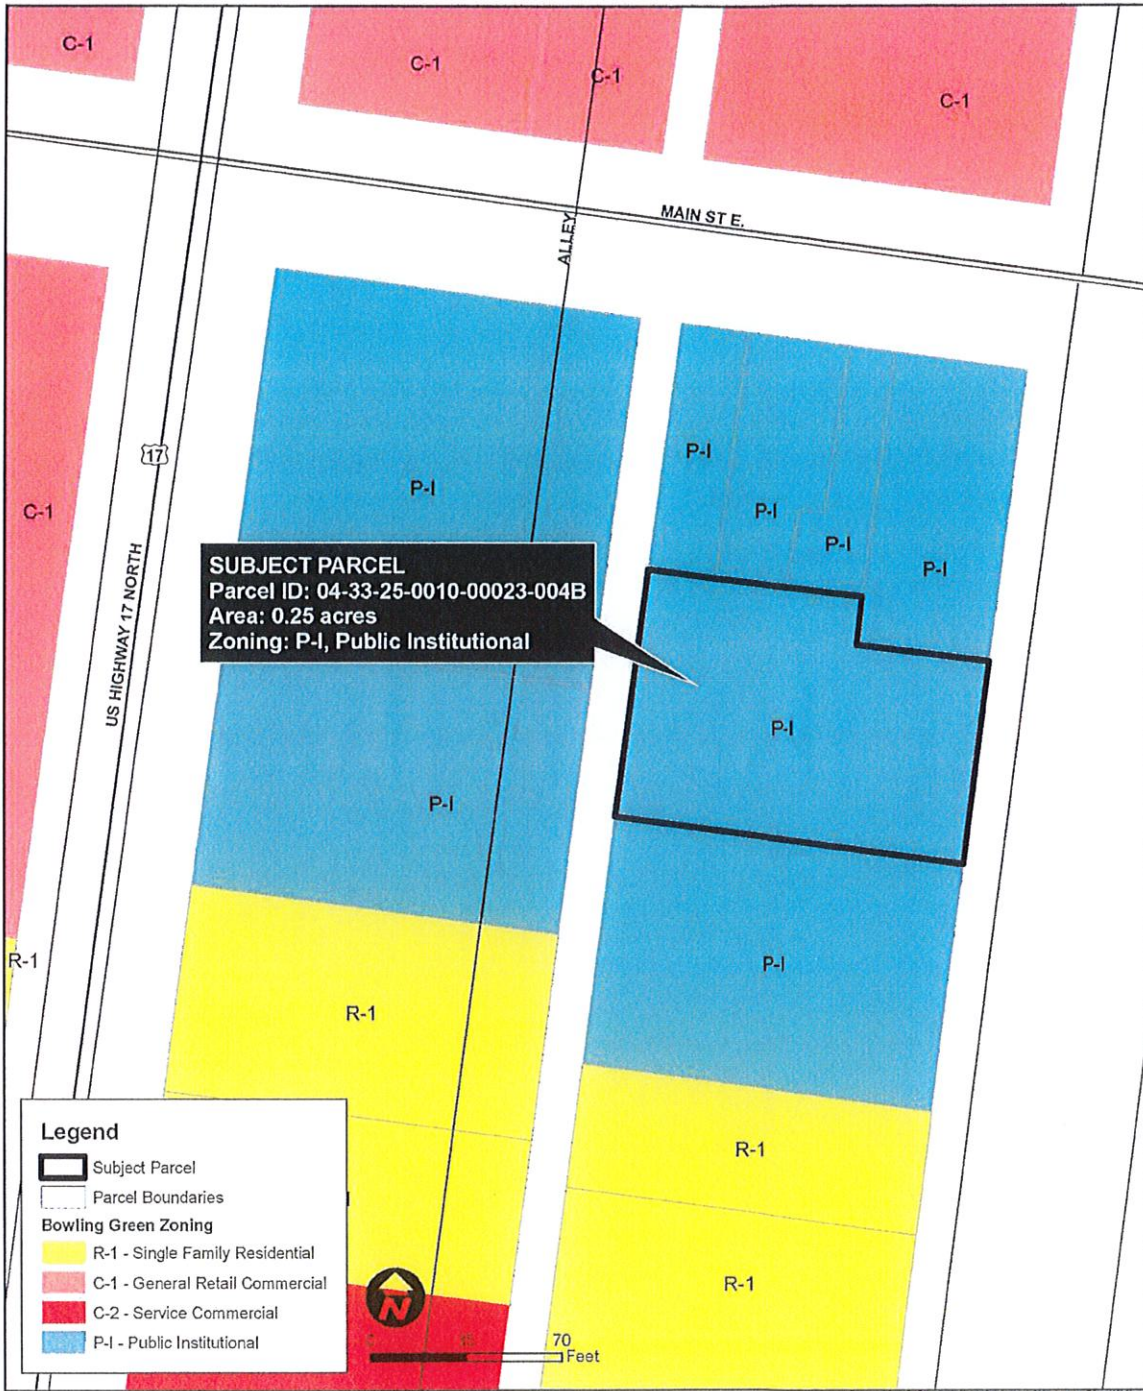 C-1
C-1
C-1
C-1
MAIN ST E.
ALLEY
17
P-I
P-I
P-I
P-I
P-I
C-1
US HIGHWAY 17 NORTH
SUBJECT PARCEL
Parcel ID: 04-33-25-0010-00023-004B
Area: 0.25 acres
Zoning: P-I, Public Institutional
P-I
P-I
R-1
P-I
R-1
R-1
R-1
Legend
Subject Parcel
Parcel Boundaries
Bowling Green Zoning
R-1 - Single Family Residential
C-1 - General Retail Commercial
C-2 - Service Commercial
P-I - Public Institutional
N
70
Feet